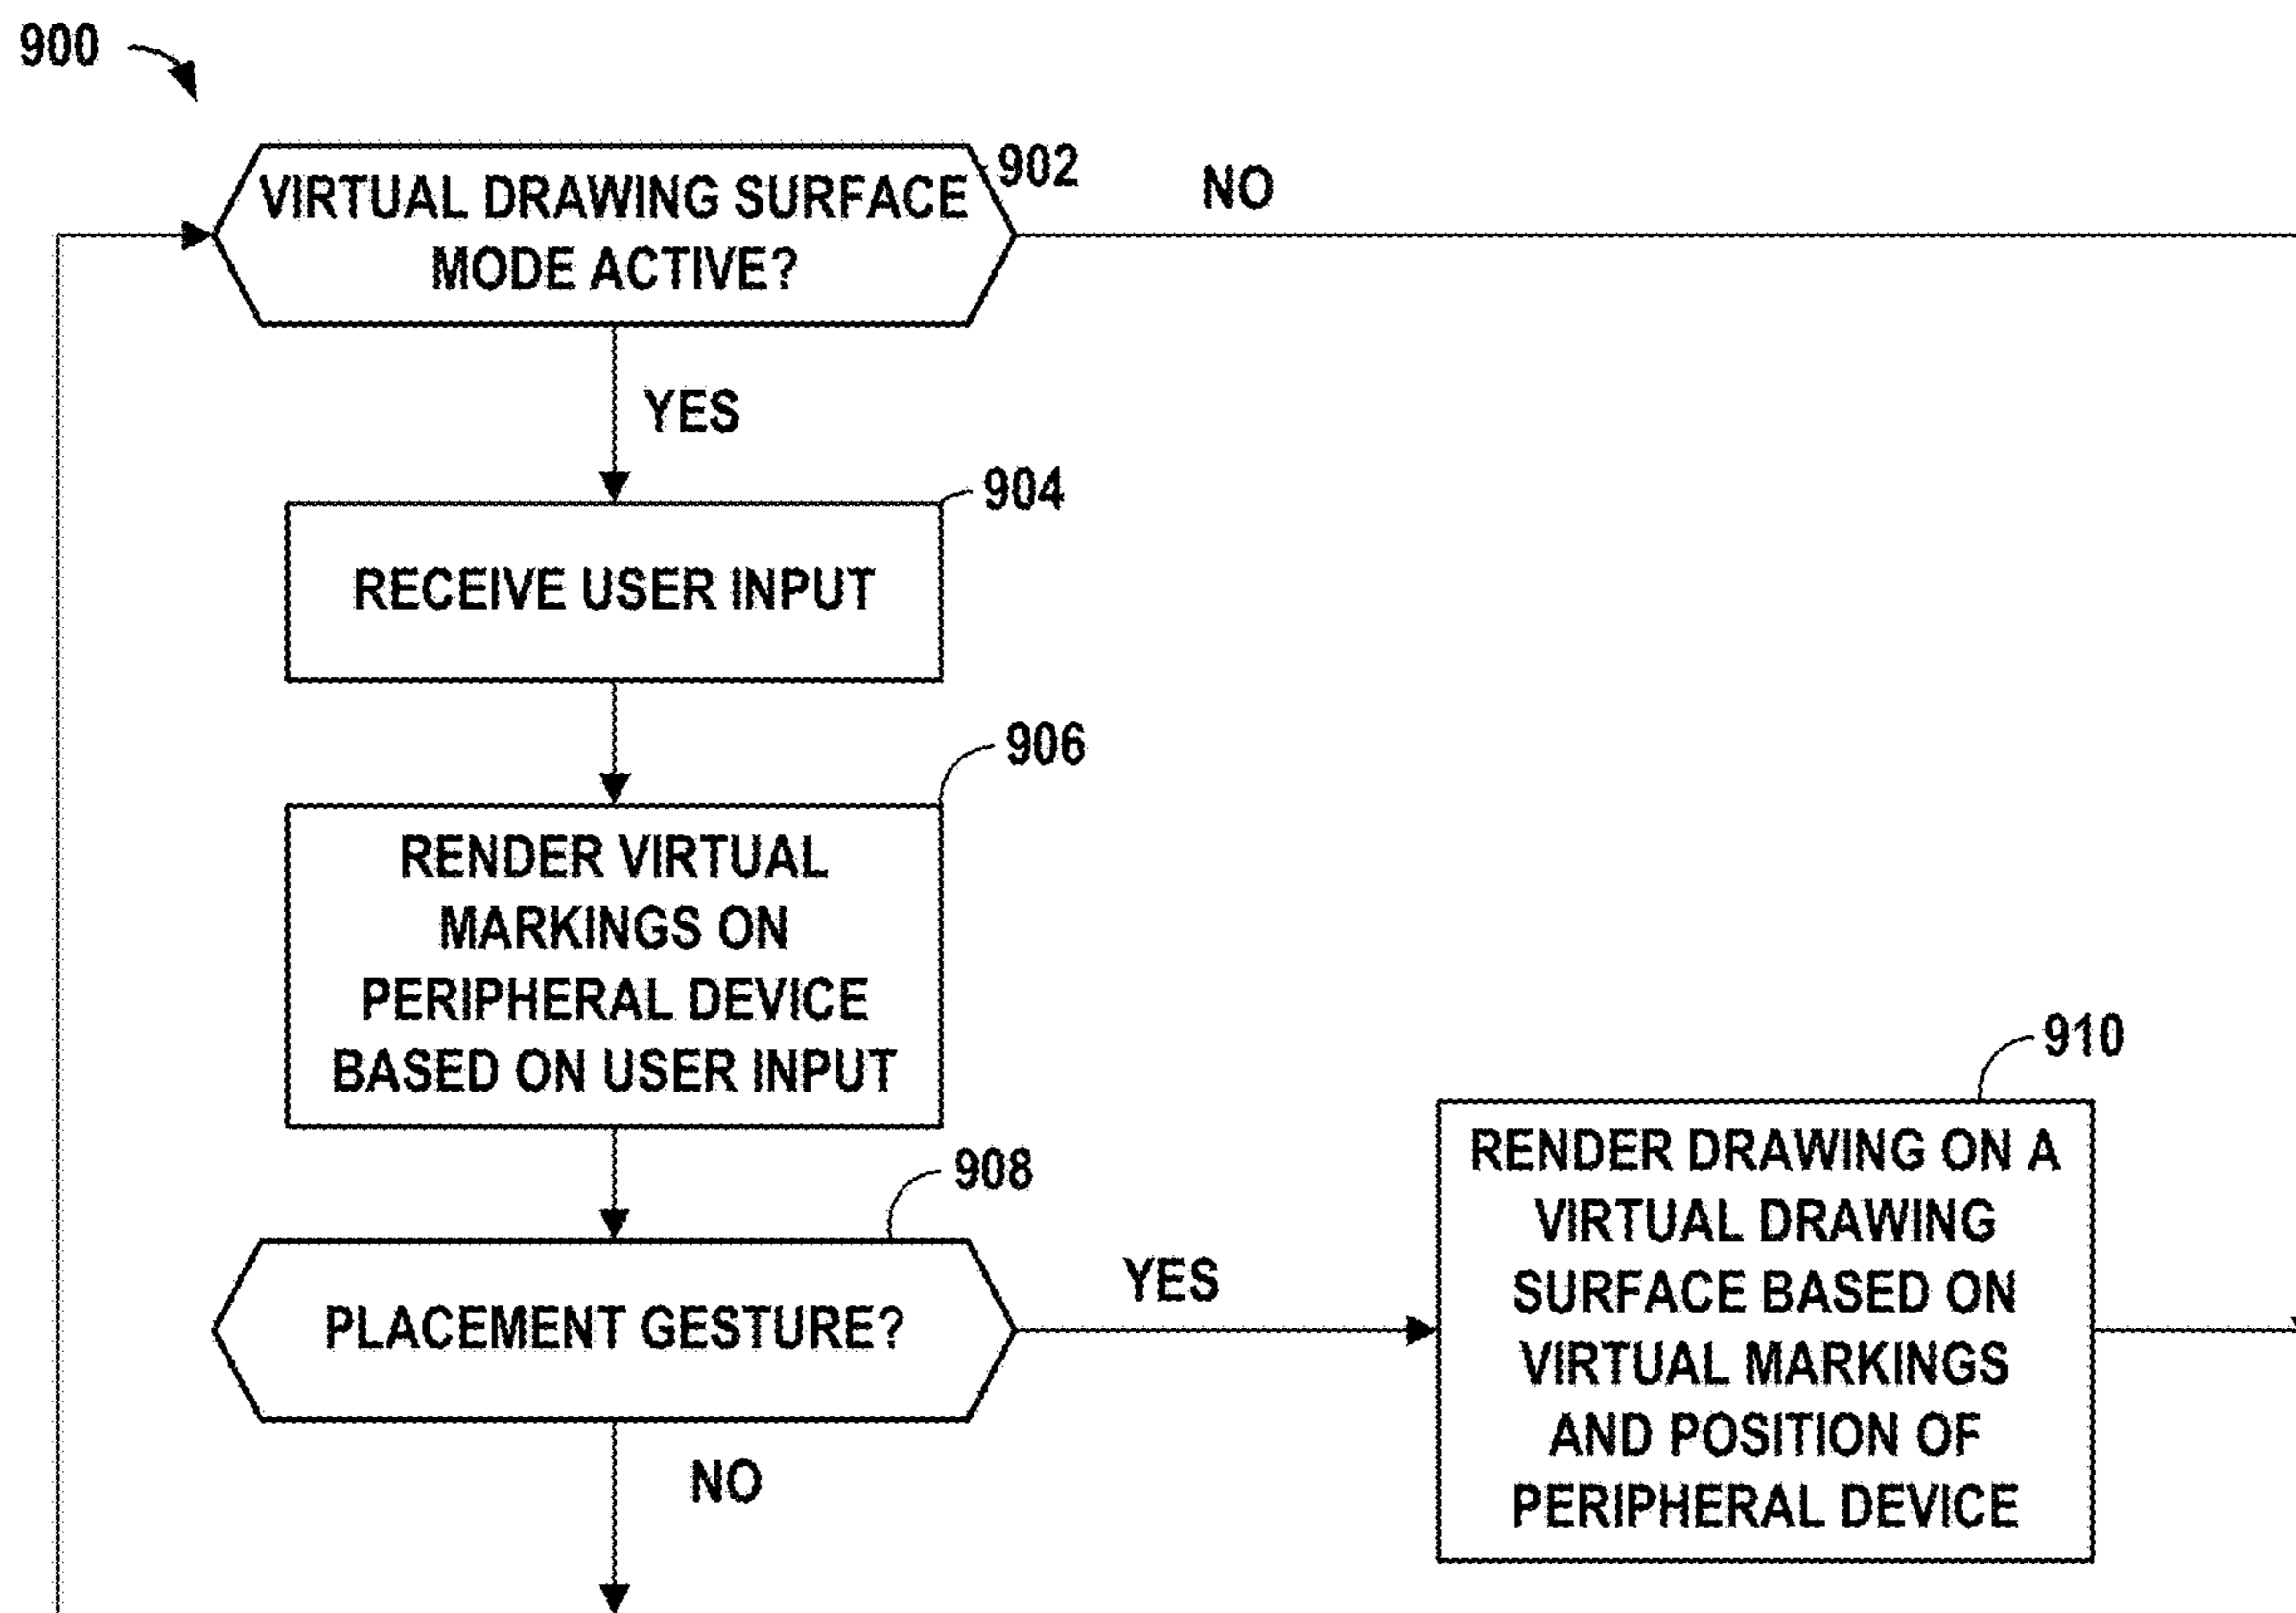 900
902
VIRTUAL DRAWING SURFACE
MODE ACTIVE?
NO
YES
904
RECEIVE USER INPUT
906
RENDER VIRTUAL
MARKINGS ON
PERIPHERAL DEVICE
BASED ON USER INPUT
908
PLACEMENT GESTURE?
YES
NO
910
RENDER DRAWING ON A
VIRTUAL DRAWING
SURFACE BASED ON
VIRTUAL MARKINGS
AND POSITION OF
PERIPHERAL DEVICE